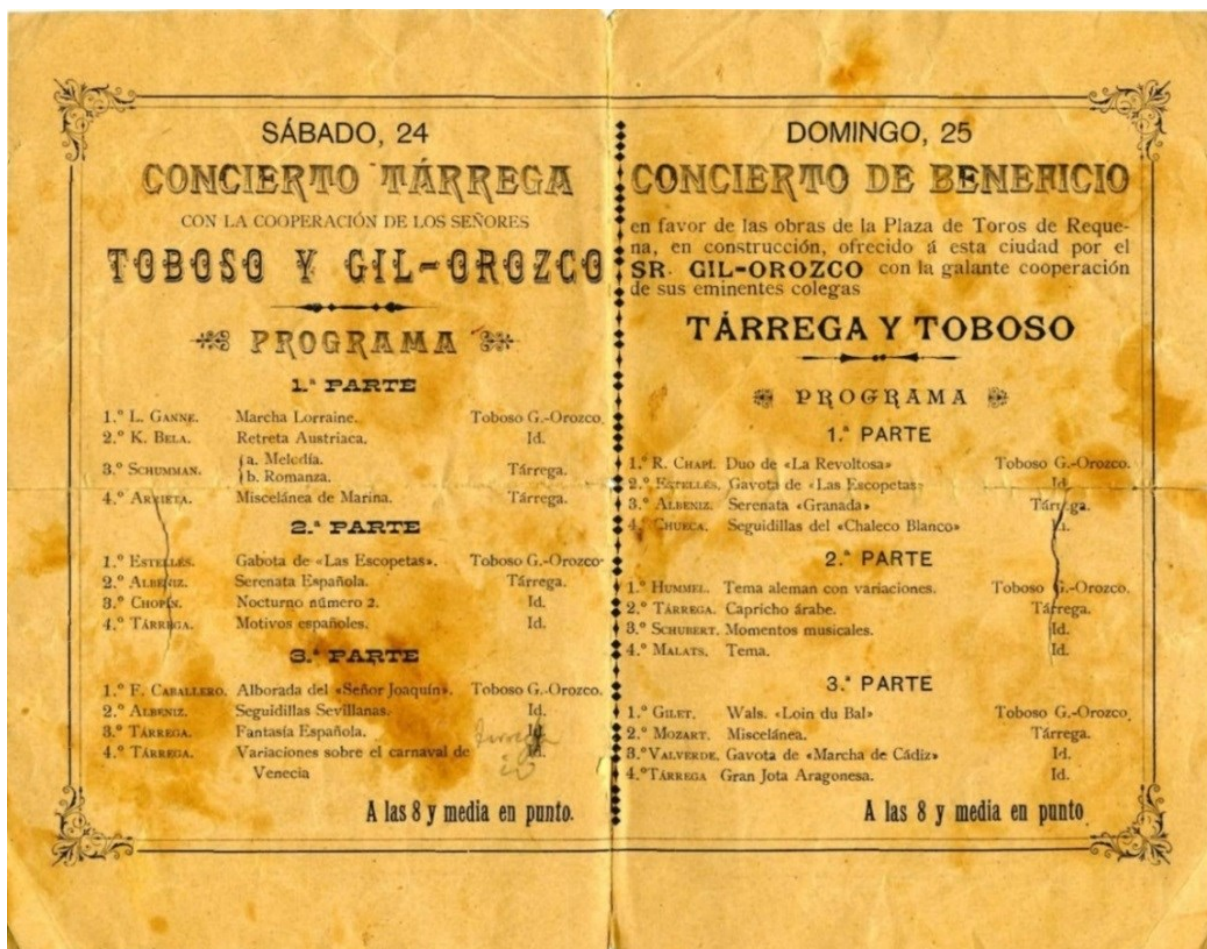 SÁBADO, 24
CONCIERTO TÁRREGA
CON LA COOPERACIÓN DE LOS SEÑORES
TOBOSO Y GIL-OROZCO
PROGRAMA
1.ª PARTE
1.º L. GANNE. Marcha Lorraine. Toboso G.-Orozco.
2.º K. BELA. Retreta Austriaca. Id.
3.º SCHUMMAN. {a. Melodía. Tárrega.
{b. Romanza.
4.º ARRIETA. Miscelánea de Marina. Tárrega.
2.ª PARTE
1.º ESTELLÉS. Gabota de «Las Escopetas». Toboso G.-Orozco.
2.º ALBENIZ. Serenata Española. Tárrega.
3.º CHOPÍN. Nocturno número 2. Id.
4.º TÁRREGA. Motivos españoles. Id.
3.ª PARTE
1.º F. CABALLERO. Alborada del «Señor Joaquín». Toboso G.-Orozco.
2.º ALBENIZ. Seguidillas Sevillanas. Id.
3.º TÁRREGA. Fantasía Española. Id.
4.º TÁRREGA. Variaciones sobre el carnaval de Id.
Venecia
A las 8 y media en punto.
DOMINGO, 25
CONCIERTO DE BENEFICIO
en favor de las obras de la Plaza de Toros de Reque-
na, en construcción, ofrecido á esta ciudad por el
SR. GIL-OROZCO con la galante cooperación
de sus eminentes colegas
TÁRREGA Y TOBOSO
PROGRAMA
1.ª PARTE
1.º R. CHAPÍ. Duo de «La Revoltosa» Toboso G.-Orozco.
2.º ESTELLÉS. Gavota de «Las Escopetas» Id.
3.º ALBENIZ. Serenata «Granada» Tárrega.
4.º CHUECA. Seguidillas del «Chaleco Blanco» Id.
2.ª PARTE
1.º HUMMEL. Tema aleman con variaciones. Toboso G.-Orozco.
2.º TÁRREGA. Capricho árabe. Tárrega.
3.º SCHUBERT. Momentos musicales. Id.
4.º MALATS. Tema. Id.
3.ª PARTE
1.º GILET. Wals. «Loin du Bal» Toboso G.-Orozco.
2.º MOZART. Miscelánea. Tárrega.
3.º VALVERDE. Gavota de «Marcha de Cádiz» Id.
4.º TÁRREGA Gran Jota Aragonesa. Id.
A las 8 y media en punto